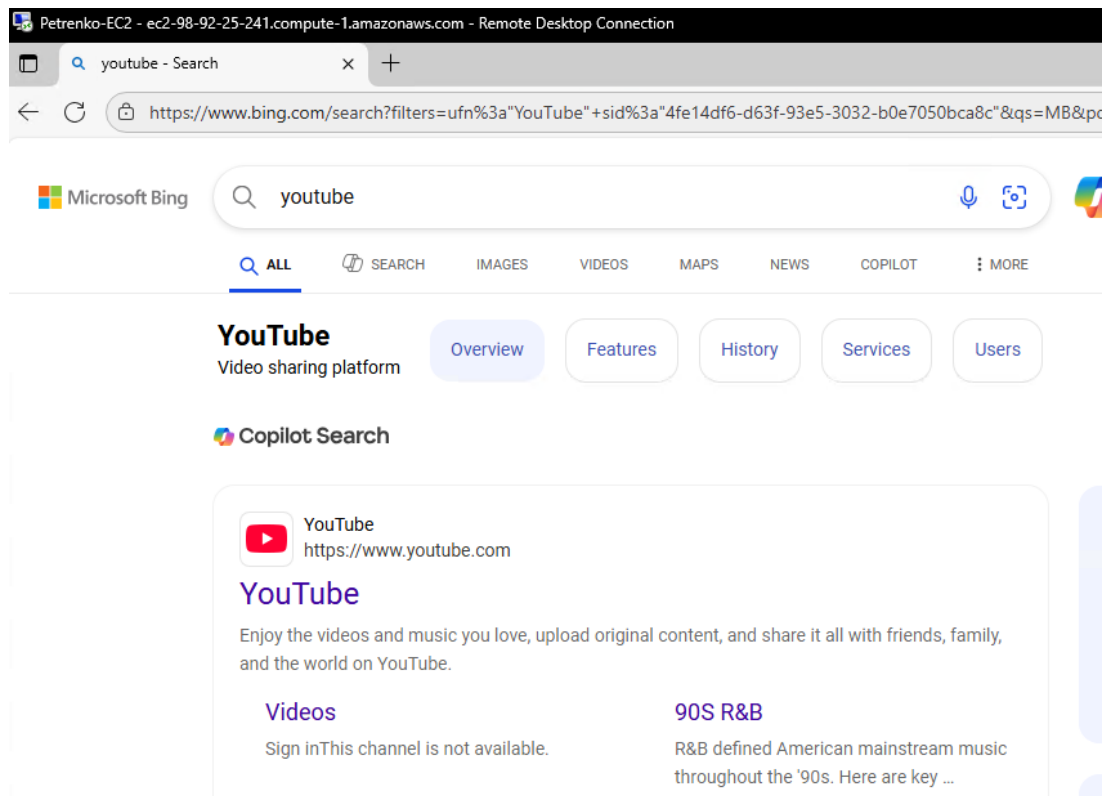 Petrenko-EC2 - ec2-98-92-25-241.compute-1.amazonaws.com - Remote Desktop Connection
youtube - Search
https://www.bing.com/search?filters=ufn%3a"YouTube"+sid%3a"4fe14df6-d63f-93e5-3032-b0e7050bca8c"&qs=MB&
Microsoft Bing
youtube
ALL SEARCH IMAGES VIDEOS MAPS NEWS COPILOT MORE
YouTube
Video sharing platform
Overview Features History Services Users
Copilot Search
YouTube
https://www.youtube.com
YouTube
Enjoy the videos and music you love, upload original content, and share it all with friends, family,
and the world on YouTube.
Videos
Sign inThis channel is not available.
90S R&B
R&B defined American mainstream music
throughout the '90s. Here are key ...